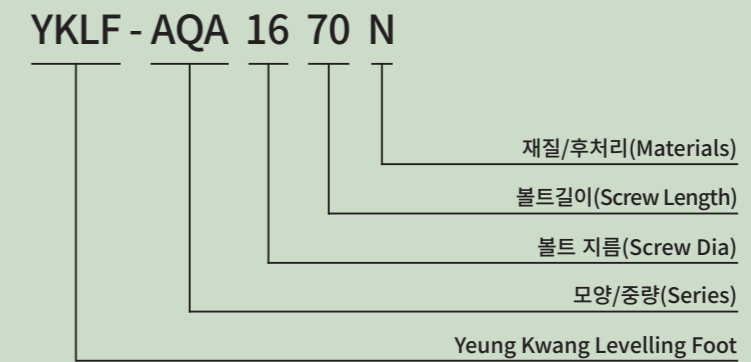 YKLF - AQA 16 70 N
재질/후처리(Materials)
볼트길이(Screw Length)
볼트 지름(Screw Dia)
모양/중량(Series)
Yeung Kwang Levelling Foot